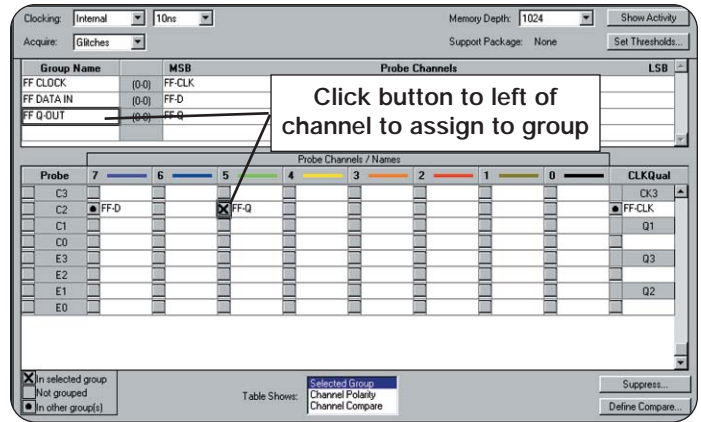 Clocking: Internal 10ns Memory Depth: 1024 Show Activity
Acquire: Glitches Support Package: None Set Thresholds...
Group Name MSB Probe Channels LSB
FF CLOCK (0-0) FF-CLK
FF DATA IN (0-0) FF-D
FF Q-OUT (0-0) FF-Q
Click button to left of
channel to assign to group
Probe Channels / Names
Probe 7 6 5 4 3 2 1 0 CLKQual
C3 CK3
C2 FF-D FF-Q FF-CLK
C1 Q1
C0
E3 Q3
E2
E1 Q2
E0
In selected group
Not grouped
In other group(s)
Table Shows:
Selected Group
Channel Polarity
Channel Compare
Suppress...
Define Compare...